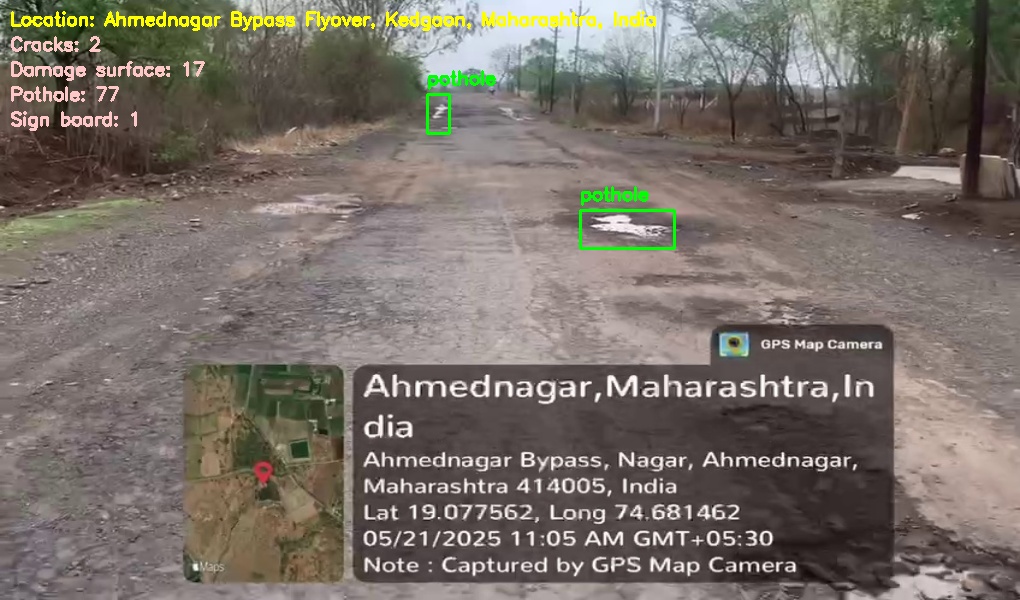 Location: Ahmednagar Bypass Flyover, Kedgaon, Maharashtra, India
Cracks: 2
Damage surface: 17
Pothole: 77
Sign board: 1
pothole
pothole
GPS Map Camera
Ahmednagar,Maharashtra,In
dia
Ahmednagar Bypass, Nagar, Ahmednagar,
Maharashtra 414005, India
Lat 19.077562, Long 74.681462
05/21/2025 11:05 AM GMT+05:30
Note : Captured by GPS Map Camera
Maps